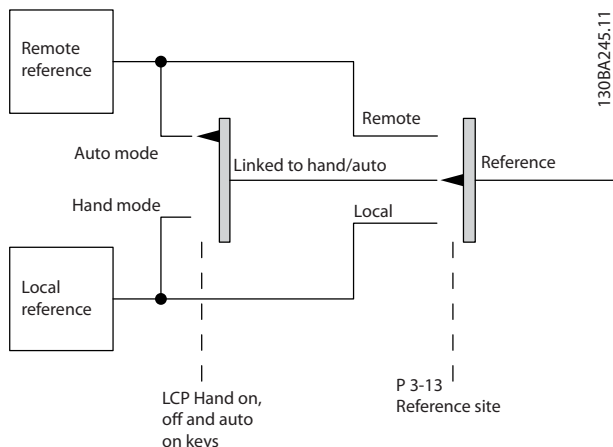 Remote
reference
130BA245.11
Remote
Auto mode
Linked to hand/auto
Reference
Hand mode
Local
Local
reference
LCP Hand on,
off and auto
on keys
P 3-13
Reference site